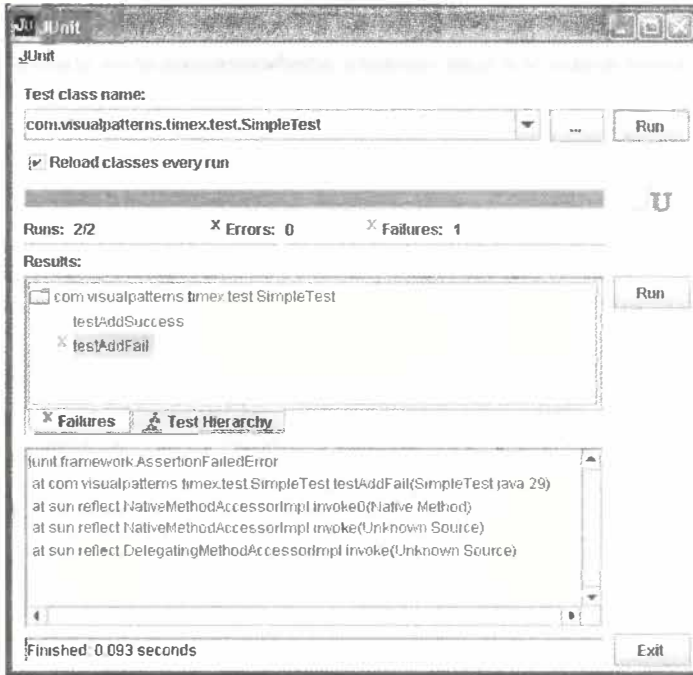 JU JUnit
JUnit
Test class name:
com.visualpatterns.timex.test.SimpleTest
... Run
Reload classes every run
U
Runs: 2/2 X Errors: 0 X Failures: 1
Results:
com visualpatterns timex.test SimpleTest
Run
testAddSuccess
X testAddFail
X Failures Test Hierarchy
junit framework.AssertionFailedError
at com visualpatterns timex.test SimpleTest testAddFail(SimpleTest java 29)
at sun reflect NativeMethodAccessorImpl invoke0(Native Method)
at sun reflect NativeMethodAccessorImpl invoke(Unknown Source)
at sun reflect DelegatingMethodAccessorImpl invoke(Unknown Source)
Finished: 0.093 seconds
Exit